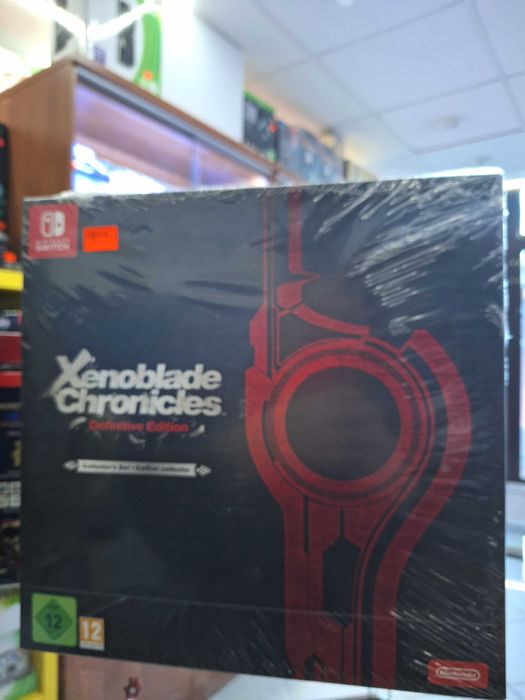 NINTENDO
SWITCH
Xenoblade
Chronicles
Definitive Edition
Collector's Set • Coffret collector
12
12
Nintendo